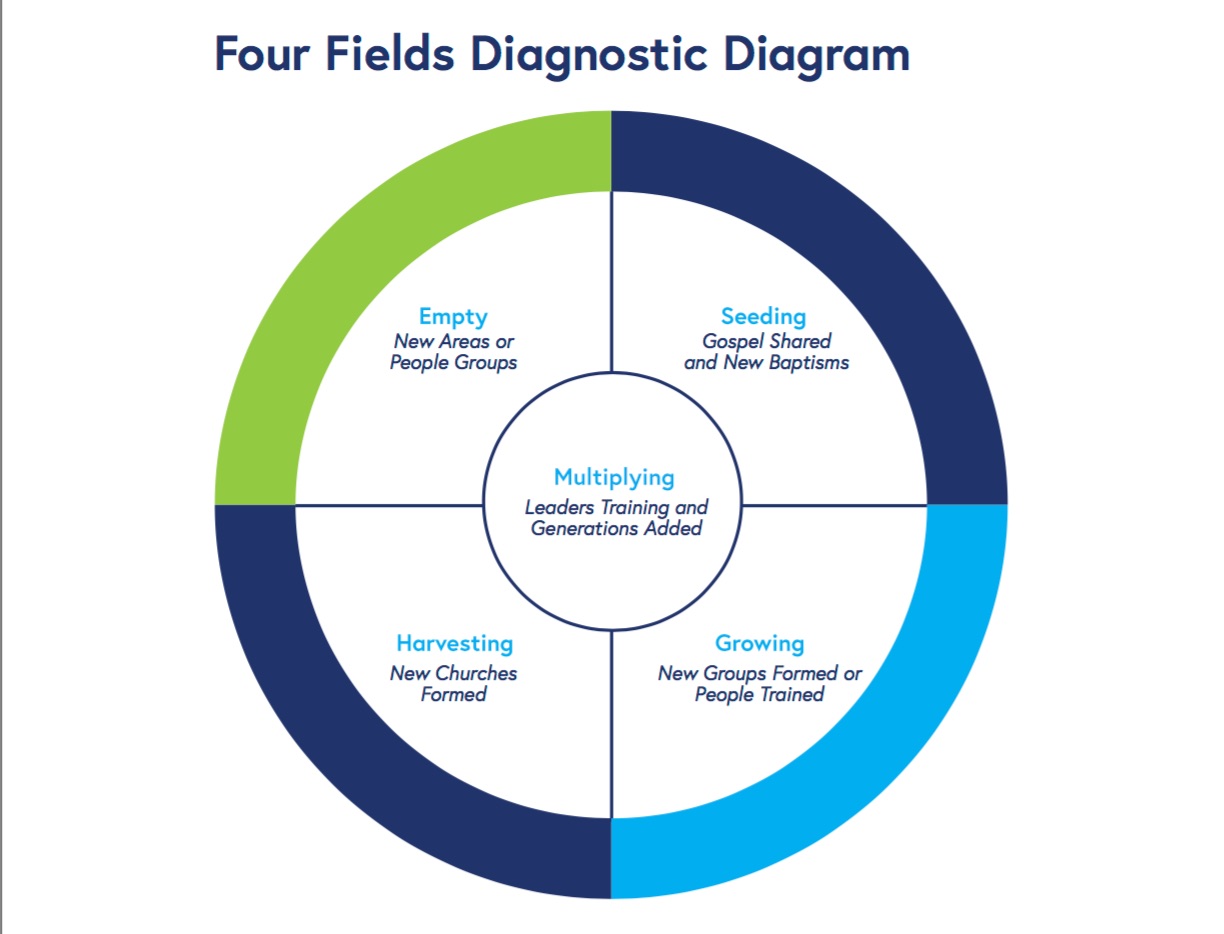 Four Fields Diagnostic Diagram
Empty
New Areas or
People Groups
Seeding
Gospel Shared
and New Baptisms
Multiplying
Leaders Training and
Generations Added
Harvesting
New Churches
Formed
Growing
New Groups Formed or
People Trained